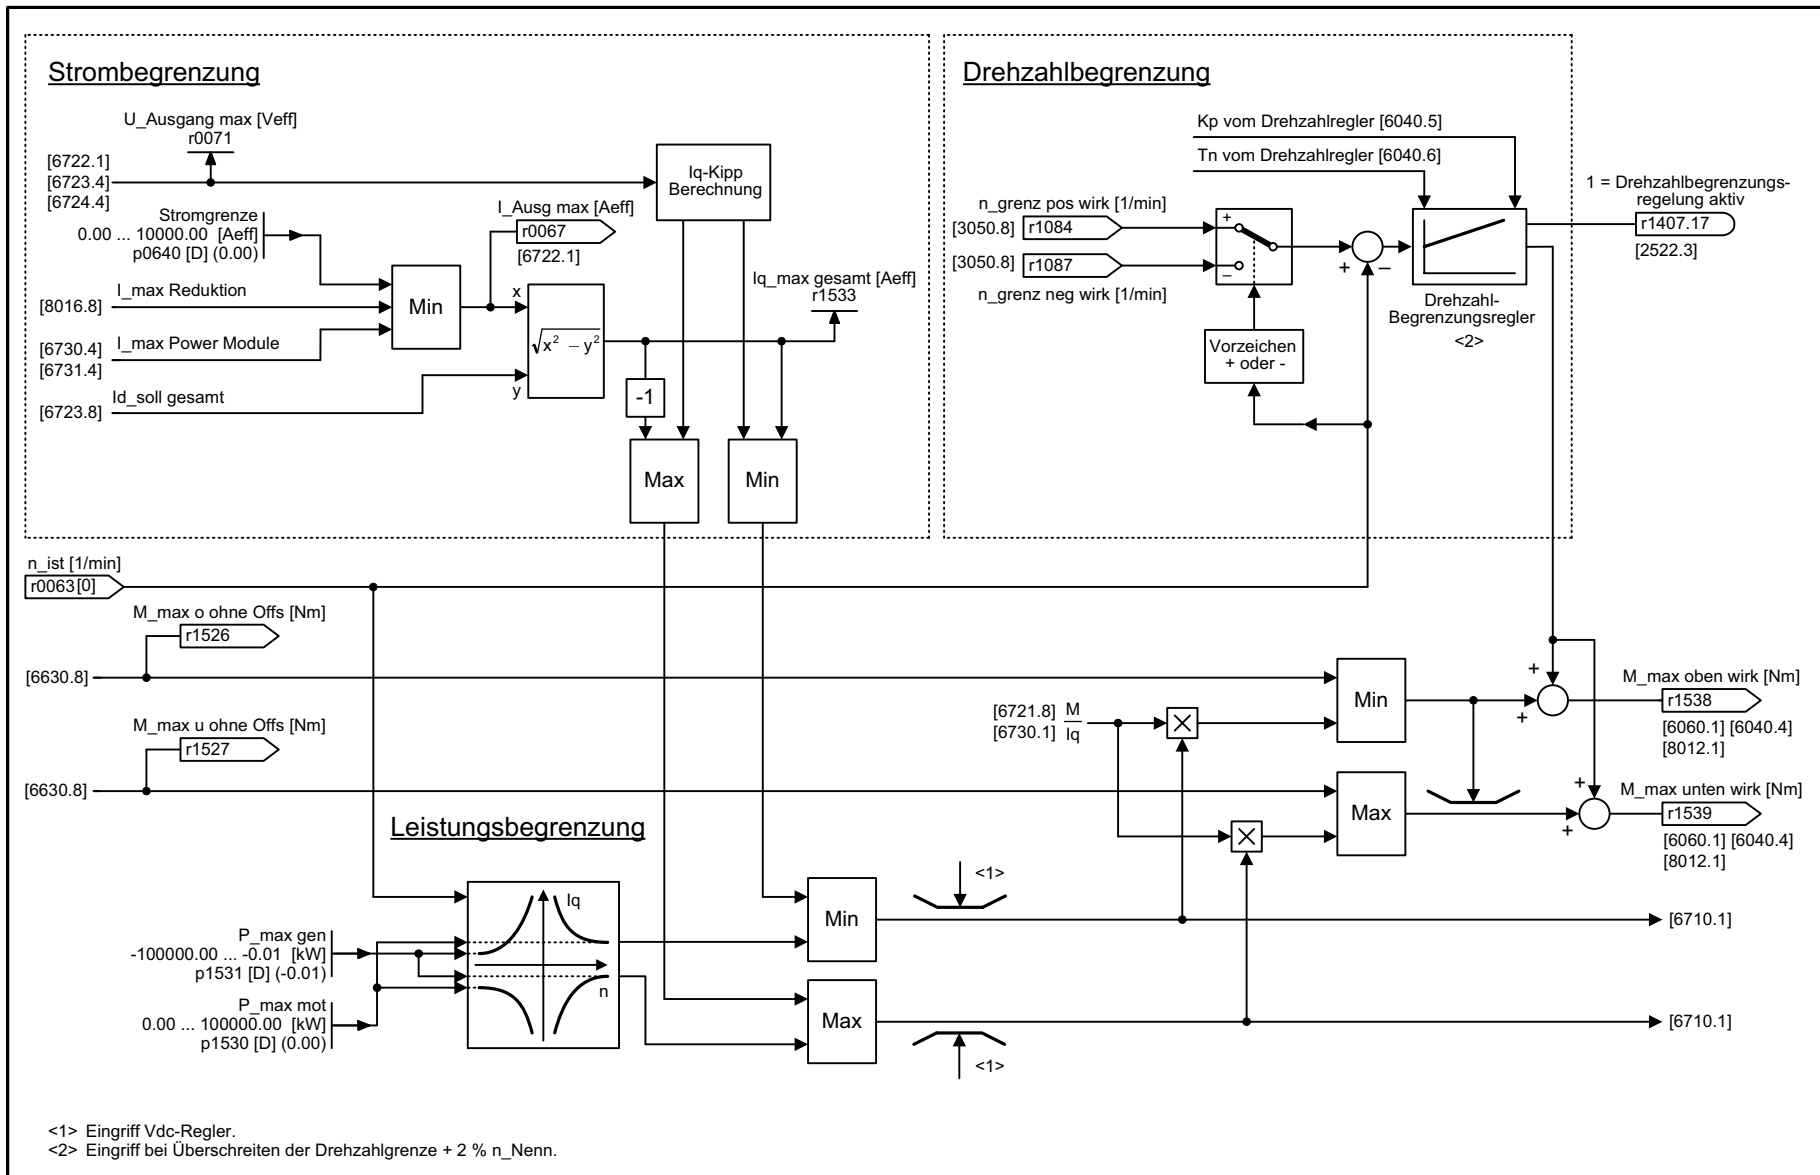 Strombegrenzung
U_Ausgang max [Veff]
r0071
[6722.1]
[6723.4]
[6724.4]
Iq-Kipp
Berechnung
Stromgrenze
0.00 ... 10000.00 [Aeff]
p0640 [D] (0.00)
I_Ausg max [Aeff]
r0067
[6722.1]
[8016.8]
I_max Reduktion
Min
[6730.4]
[6731.4]
I_max Power Module
[6723.8]
Id_soll gesamt
x
√x² – y²
y
Iq_max gesamt [Aeff]
r1533
-1
Max
Min
Drehzahlbegrenzung
Kp vom Drehzahlregler [6040.5]
Tn vom Drehzahlregler [6040.6]
n_grenz pos wirk [1/min]
[3050.8]
r1084
[3050.8]
r1087
n_grenz neg wirk [1/min]
+
–
+
–
Vorzeichen
+ oder -
Drehzahl-
Begrenzungsregler
<2>
1 = Drehzahlbegrenzungs-
regelung aktiv
r1407.17
[2522.3]
n_ist [1/min]
r0063[0]
M_max o ohne Offs [Nm]
r1526
[6630.8]
M_max u ohne Offs [Nm]
r1527
[6630.8]
[6721.8]
[6730.1]
M
Iq
Min
Max
+
+
+
+
M_max oben wirk [Nm]
r1538
[6060.1] [6040.4]
[8012.1]
M_max unten wirk [Nm]
r1539
[6060.1] [6040.4]
[8012.1]
Leistungsbegrenzung
P_max gen
-100000.00 ... -0.01 [kW]
p1531 [D] (-0.01)
P_max mot
0.00 ... 100000.00 [kW]
p1530 [D] (0.00)
Iq
n
Min
Max
<1>
<1>
[6710.1]
[6710.1]
<1> Eingriff Vdc-Regler.
<2> Eingriff bei Überschreiten der Drehzahlgrenze + 2 % n_Nenn.